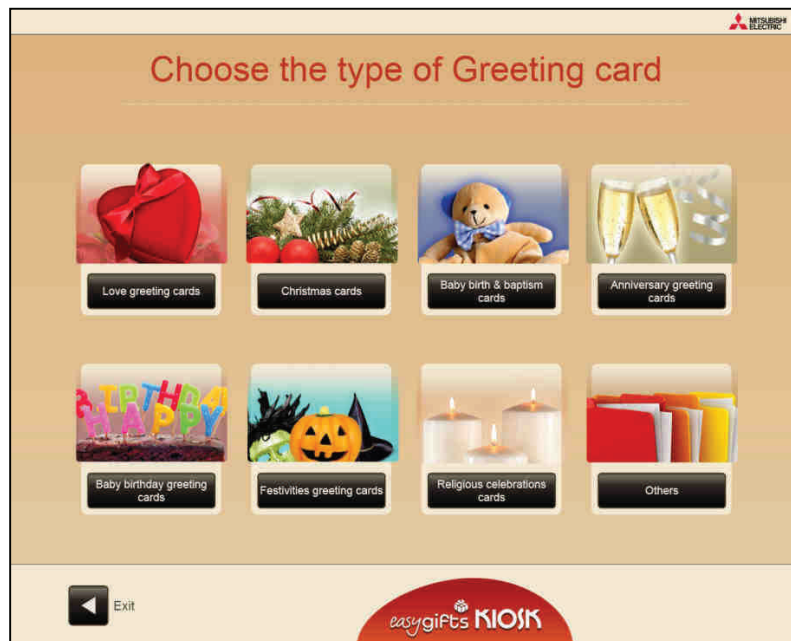 MITSUBISHI
ELECTRIC
Choose the type of Greeting card
Love greeting cards
Christmas cards
Baby birth & baptism
cards
Anniversary greeting
cards
BIRTHDAY
HAPPY
Baby birthday greeting
cards
Festivities greeting cards
Religious celebrations
cards
Others
Exit
easygifts KIOSK